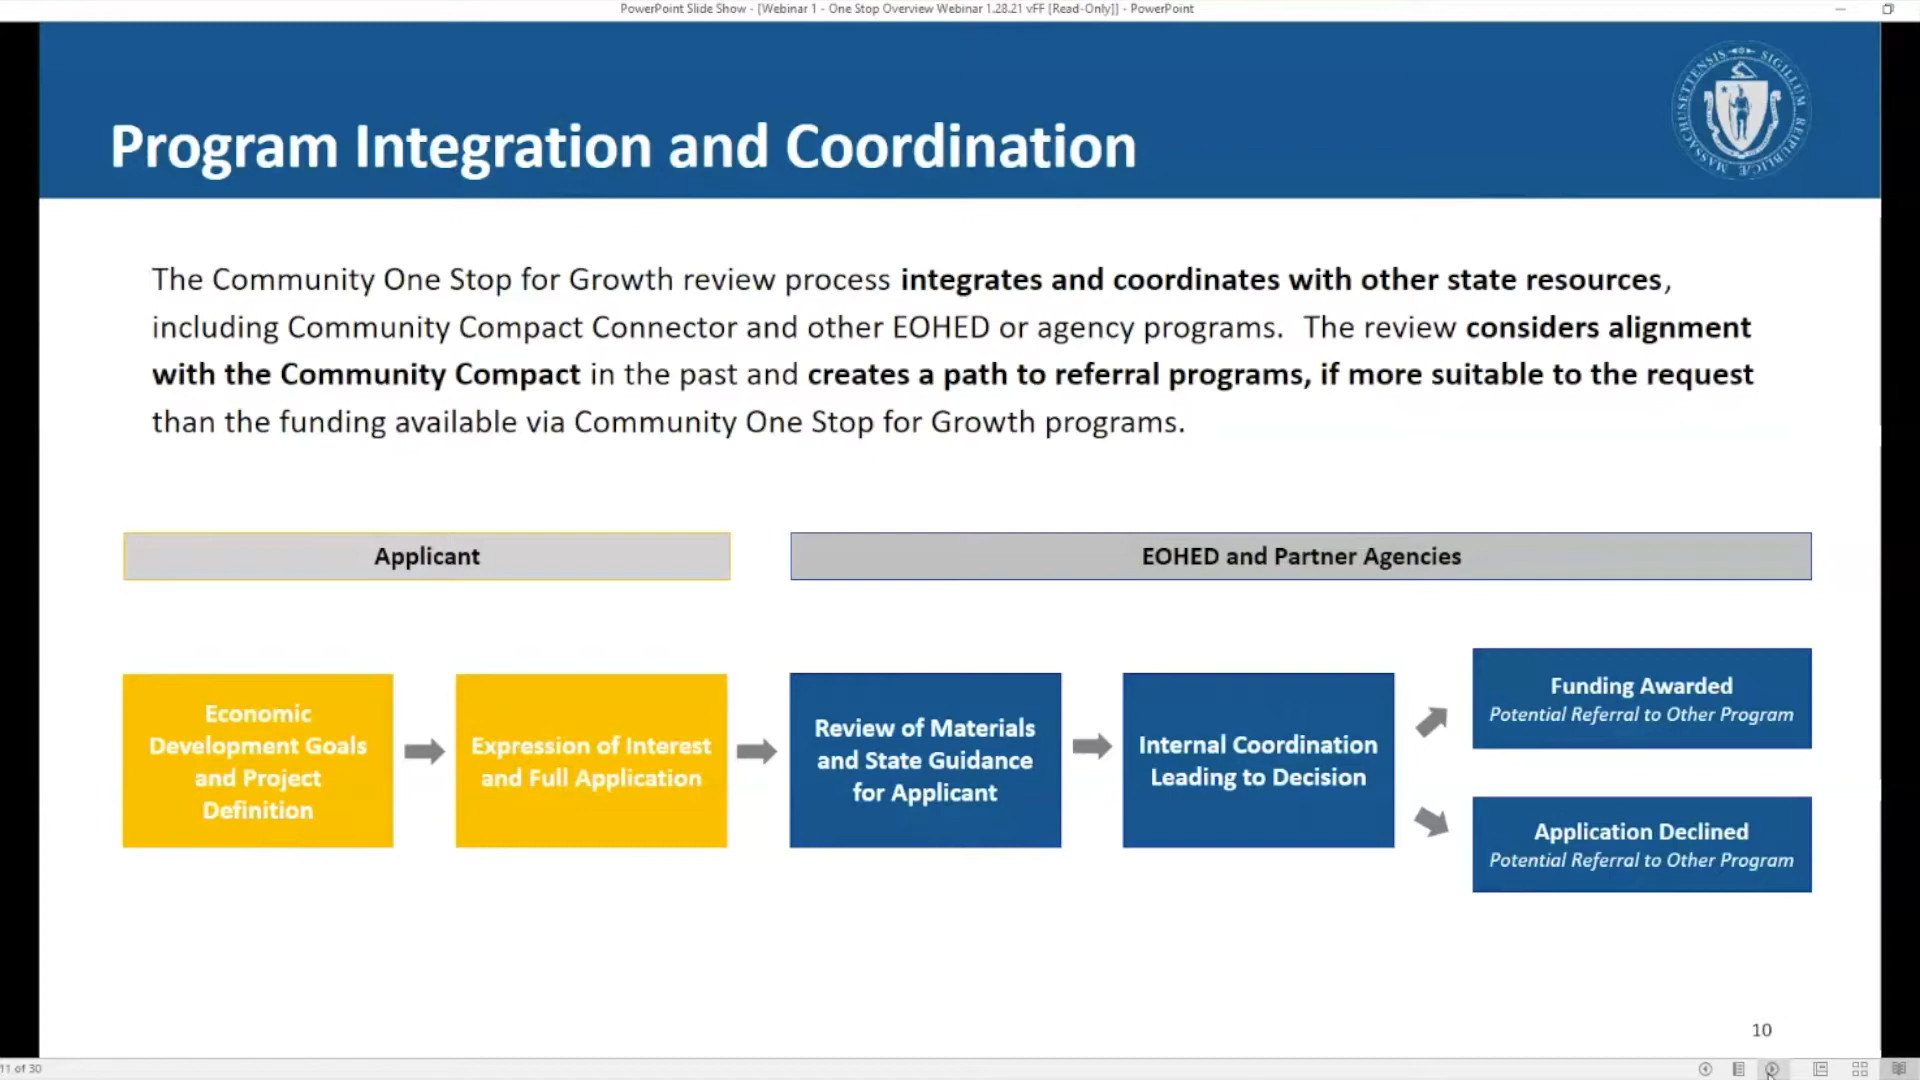 PowerPoint Slide Show - [Webinar 1 - One Stop Overview Webinar 1.28.21 vFF [Read-Only]] - PowerPoint
MASSACHUSETTENSIS SIGILLUM REIPUBLICÆ
Program Integration and Coordination
The Community One Stop for Growth review process integrates and coordinates with other state resources,
including Community Compact Connector and other EOHED or agency programs. The review considers alignment
with the Community Compact in the past and creates a path to referral programs, if more suitable to the request
than the funding available via Community One Stop for Growth programs.
Applicant
EOHED and Partner Agencies
Economic
Development Goals
and Project
Definition
Expression of Interest
and Full Application
Review of Materials
and State Guidance
for Applicant
Internal Coordination
Leading to Decision
Funding Awarded
Potential Referral to Other Program
Application Declined
Potential Referral to Other Program
10
11 of 30